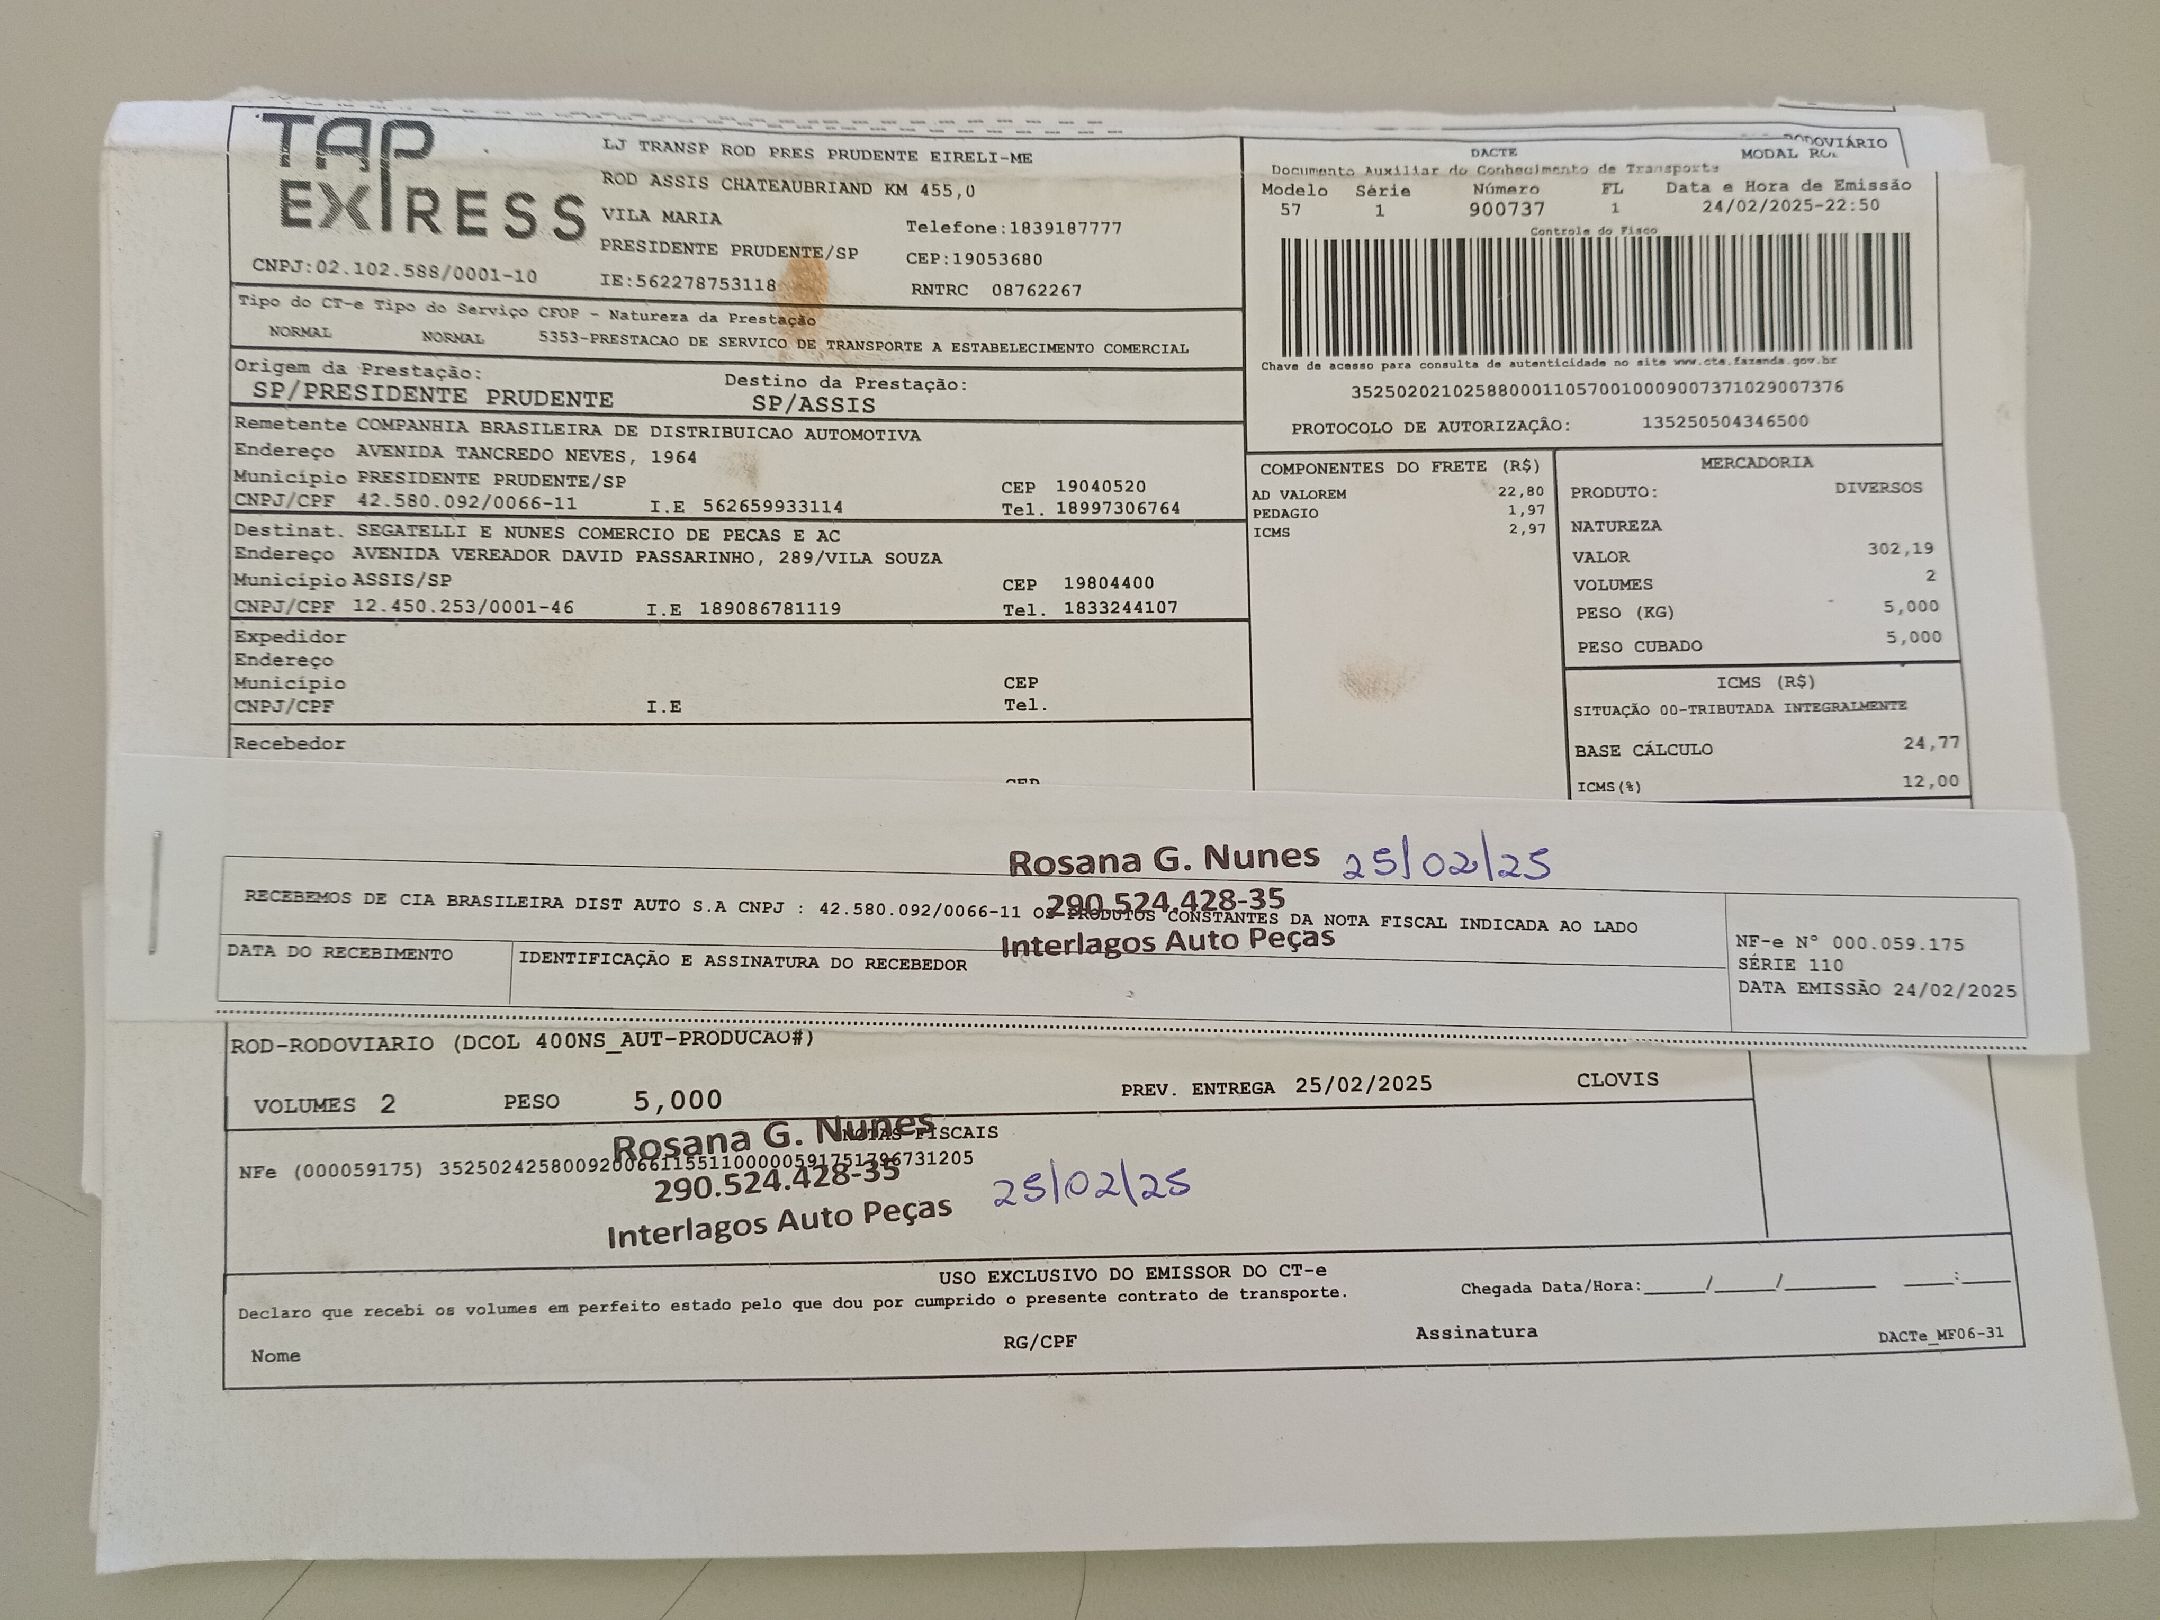 TAP
EXPRESS
CNPJ:02.102.588/0001-10
LJ TRANSP ROD PRES PRUDENTE EIRELI-ME
ROD ASSIS CHATEAUBRIAND KM 455,0
VILA MARIA Telefone:1839187777
PRESIDENTE PRUDENTE/SP CEP:19053680
IE:562278753118 RNTRC 08762267
DACTE RODOVIÁRIO
Documento Auxiliar do Conhecimento de Transporte MODAL
Modelo Série Número FL Data e Hora de Emissão
57 1 900737 1 24/02/2025-22:50
Controle do Fisco
Chave de acesso para consulta de autenticidade no site www.cte.fazenda.gov.br
35250202102588000110570010009007371029007376
PROTOCOLO DE AUTORIZAÇÃO: 135250504346500
Tipo do CT-e Tipo do Serviço CFOP - Natureza da Prestação
NORMAL NORMAL 5353-PRESTACAO DE SERVICO DE TRANSPORTE A ESTABELECIMENTO COMERCIAL
Origem da Prestação: Destino da Prestação:
SP/PRESIDENTE PRUDENTE SP/ASSIS
Remetente COMPANHIA BRASILEIRA DE DISTRIBUICAO AUTOMOTIVA
Endereço AVENIDA TANCREDO NEVES, 1964
Município PRESIDENTE PRUDENTE/SP CEP 19040520
CNPJ/CPF 42.580.092/0066-11 I.E 562659933114 Tel. 18997306764
Destinat. SEGATELLI E NUNES COMERCIO DE PECAS E AC
Endereço AVENIDA VEREADOR DAVID PASSARINHO, 289/VILA SOUZA
Município ASSIS/SP CEP 19804400
CNPJ/CPF 12.450.253/0001-46 I.E 189086781119 Tel. 1833244107
Expedidor
Endereço
Município CEP
CNPJ/CPF I.E Tel.
Recebedor
CEP
COMPONENTES DO FRETE (R$)
AD VALOREM 22,80
PEDAGIO 1,97
ICMS 2,97
MERCADORIA
PRODUTO: DIVERSOS
NATUREZA
VALOR 302,19
VOLUMES 2
PESO (KG) 5,000
PESO CUBADO 5,000
ICMS (R$)
SITUAÇÃO 00-TRIBUTADA INTEGRALMENTE
BASE CÁLCULO 24,77
ICMS(%) 12,00
Rosana G. Nunes 25/02/25
290.524.428-35
Interlagos Auto Peças
RECEBEMOS DE CIA BRASILEIRA DIST AUTO S.A CNPJ : 42.580.092/0066-11 OS PRODUTOS CONSTANTES DA NOTA FISCAL INDICADA AO LADO
DATA DO RECEBIMENTO IDENTIFICAÇÃO E ASSINATURA DO RECEBEDOR
NF-e N° 000.059.175
SÉRIE 110
DATA EMISSÃO 24/02/2025
ROD-RODOVIARIO (DCOL 400NS_AUT-PRODUCAO#)
VOLUMES 2 PESO 5,000 PREV. ENTREGA 25/02/2025 CLOVIS
NOTAS FISCAIS
NFe (000059175)
Rosana G. Nunes
290.524.428-35
Interlagos Auto Peças 25/02/25
USO EXCLUSIVO DO EMISSOR DO CT-e
Declaro que recebi os volumes em perfeito estado pelo que dou por cumprido o presente contrato de transporte. Chegada Data/Hora:____/____/______ ___:___
Nome RG/CPF Assinatura DACTe_MF06-31